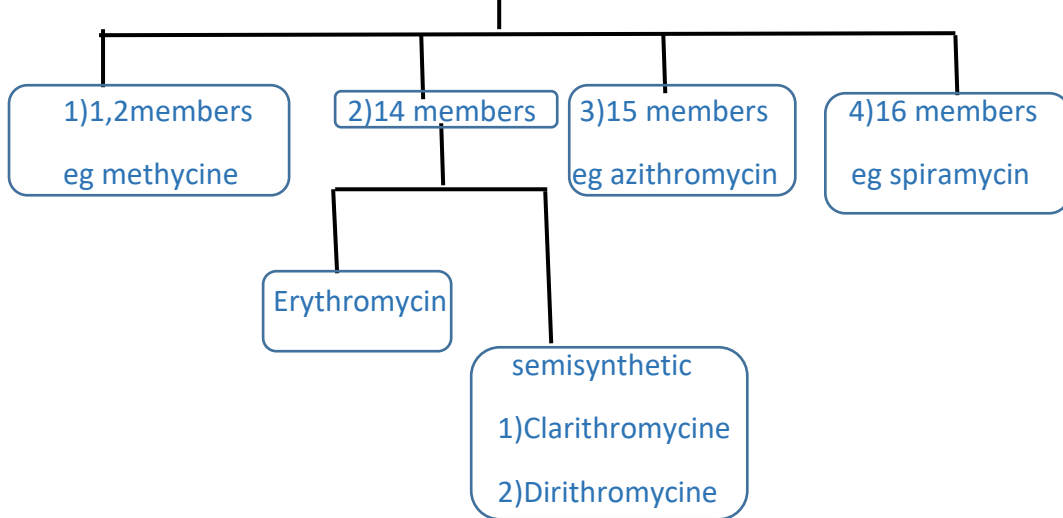 1)1,2members
eg methycine
2)14 members
3)15 members
eg azithromycin
4)16 members
eg spiramycin
Erythromycin
semisynthetic
1)Clarithromycine
2)Dirithromycine